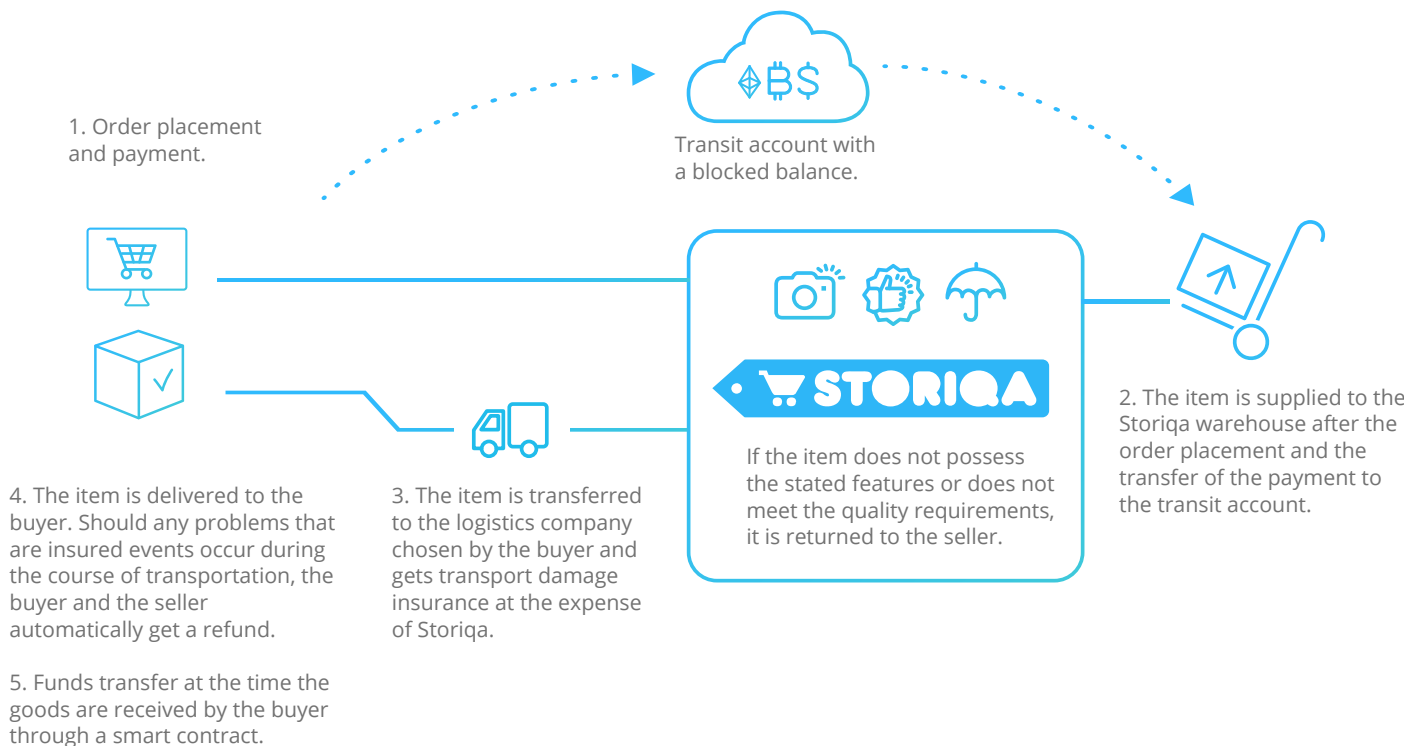 1. Order placement
and payment.
Transit account with
a blocked balance.
STORIQA
If the item does not possess
the stated features or does not
meet the quality requirements,
it is returned to the seller.
2. The item is supplied to the
Storiqa warehouse after the
order placement and the
transfer of the payment to
the transit account.
3. The item is transferred
to the logistics company
chosen by the buyer and
gets transport damage
insurance at the expense
of Storiqa.
4. The item is delivered to the
buyer. Should any problems that
are insured events occur during
the course of transportation, the
buyer and the seller
automatically get a refund.
5. Funds transfer at the time the
goods are received by the buyer
through a smart contract.